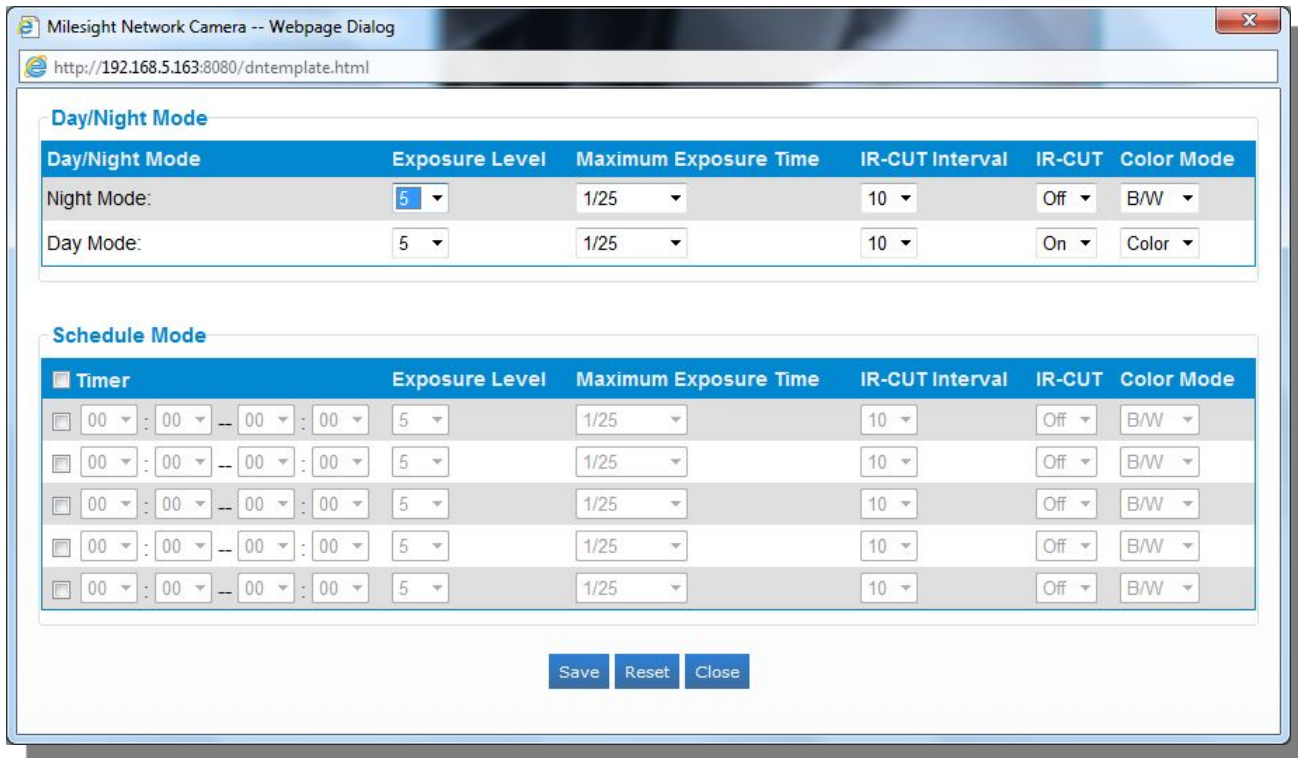 Milesight Network Camera -- Webpage Dialog
http://192.168.5.163:8080/dntemplate.html
Day/Night Mode
Day/Night Mode Exposure Level Maximum Exposure Time IR-CUT Interval IR-CUT Color Mode
Night Mode: 5 1/25 10 Off B/W
Day Mode: 5 1/25 10 On Color
Schedule Mode
Timer Exposure Level Maximum Exposure Time IR-CUT Interval IR-CUT Color Mode
00 : 00 -- 00 : 00 5 1/25 10 Off B/W
00 : 00 -- 00 : 00 5 1/25 10 Off B/W
00 : 00 -- 00 : 00 5 1/25 10 Off B/W
00 : 00 -- 00 : 00 5 1/25 10 Off B/W
00 : 00 -- 00 : 00 5 1/25 10 Off B/W
Save Reset Close